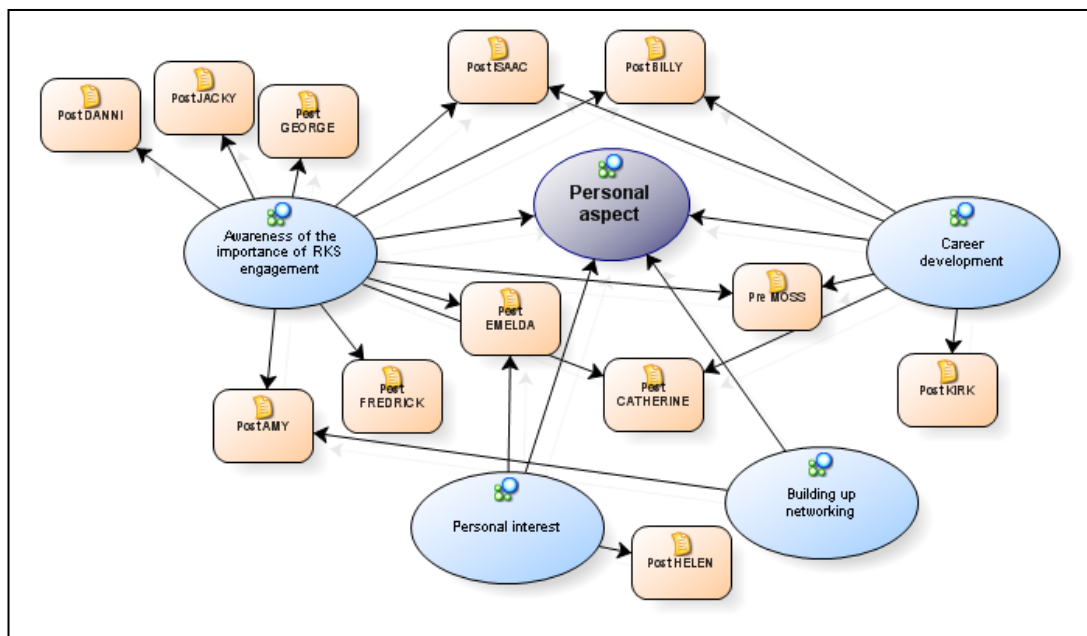 PostISAAC
PostBILLY
PostDANNI
PostJACKY
Post
GEORGE
Personal
aspect
Awareness of the
importance of RKS
engagement
Career
development
Post
EMELDA
Pre MOSS
Post
FREDRICK
Post
CATHERINE
PostKIRK
PostAMY
Personal interest
Building up
networking
PostHELEN